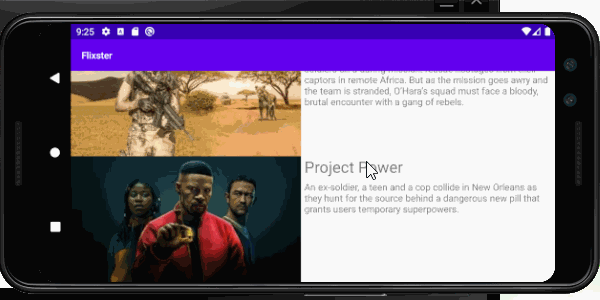 9:25
Flixster
captors in remote Africa. But as the mission goes awry and
the team is stranded, O'Hara's squad must face a bloody,
brutal encounter with a gang of rebels.
Project Power
An ex-soldier, a teen and a cop collide in New Orleans as
they hunt for the source behind a dangerous new pill that
grants users temporary superpowers.